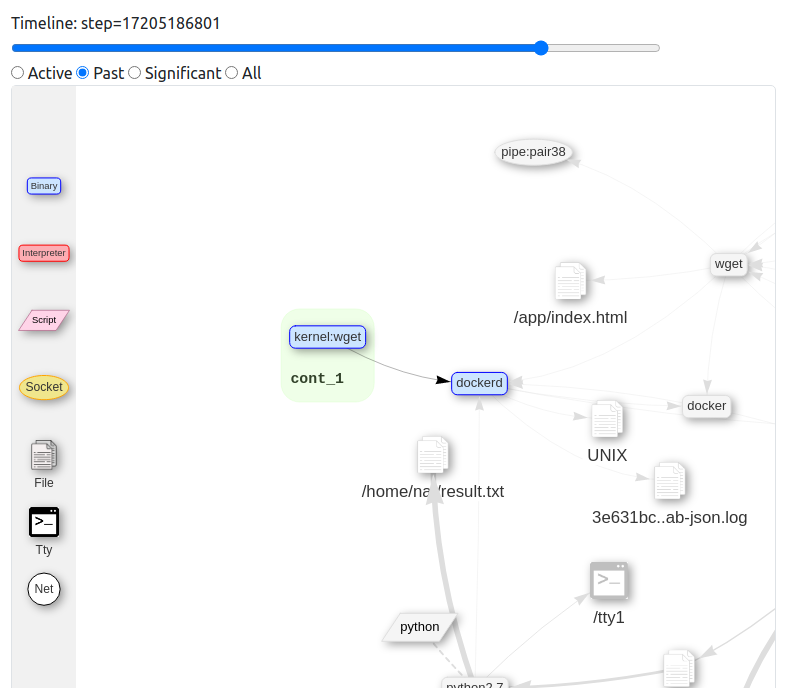 Timeline: step=17205186801
Active Past Significant All
pipe:pair38
Binary
Interpreter
wget
/app/index.html
Script
kernel:wget
cont_1
dockerd
Socket
docker
UNIX
File
/home/na/result.txt
3e631bc..ab-json.log
Tty
Net
/tty1
python
python2.7